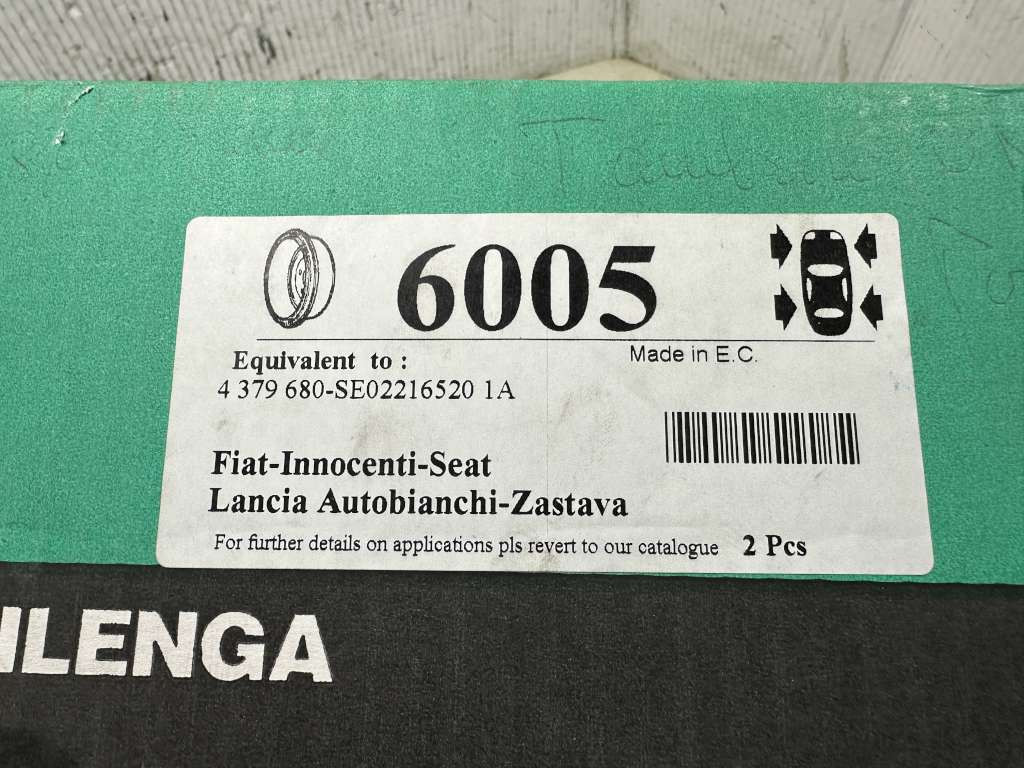 6005
Made in E.C.
Equivalent to :
4 379 680-SE02216520 1A
Fiat-Innocenti-Seat
Lancia Autobianchi-Zastava
For further details on applications pls revert to our catalogue 2 Pcs
ILENGA